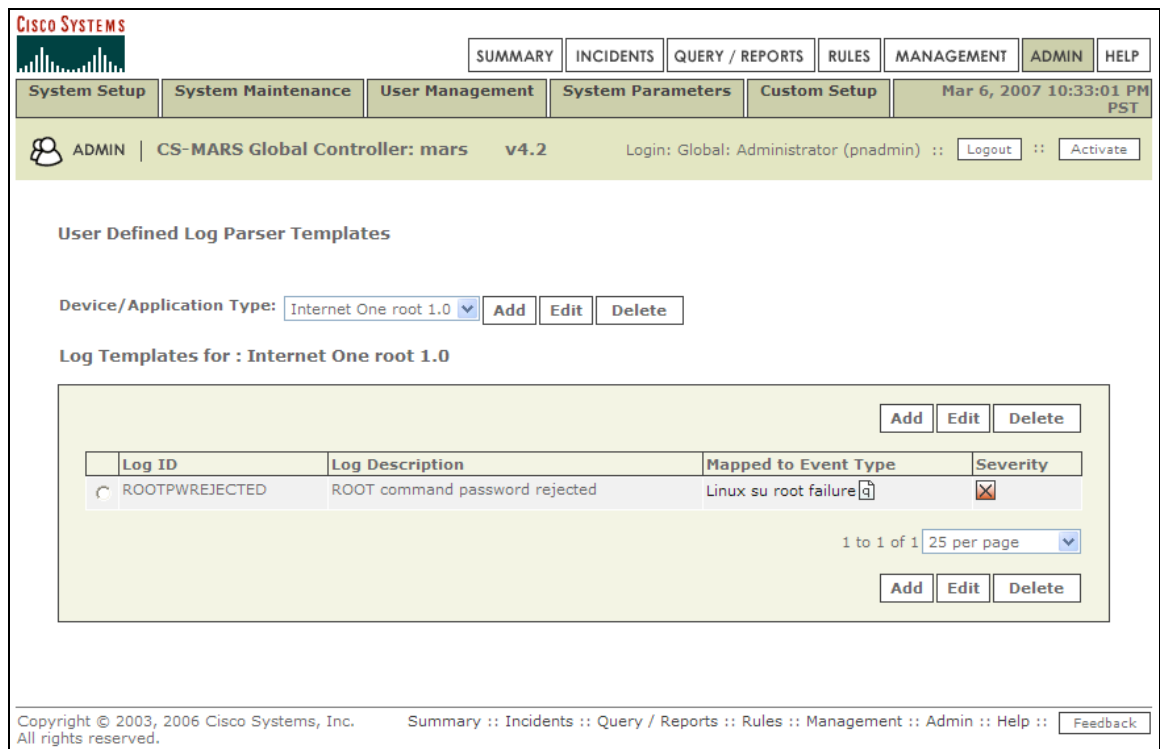 CISCO SYSTEMS
SUMMARY INCIDENTS QUERY / REPORTS RULES MANAGEMENT ADMIN HELP
System Setup System Maintenance User Management System Parameters Custom Setup Mar 6, 2007 10:33:01 PM PST
ADMIN | CS-MARS Global Controller: mars v4.2 Login: Global: Administrator (pnadmin) :: Logout :: Activate
User Defined Log Parser Templates
Device/Application Type: Internet One root 1.0 Add Edit Delete
Log Templates for : Internet One root 1.0
Add Edit Delete
Log ID Log Description Mapped to Event Type Severity
ROOTPWREJECTED ROOT command password rejected Linux su root failure q
1 to 1 of 1 25 per page
Add Edit Delete
Copyright © 2003, 2006 Cisco Systems, Inc. Summary :: Incidents :: Query / Reports :: Rules :: Management :: Admin :: Help :: Feedback
All rights reserved.